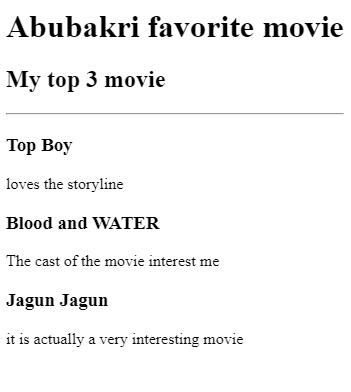 Abubakri favorite movie
My top 3 movie
Top Boy
loves the storyline
Blood and WATER
The cast of the movie interest me
Jagun Jagun
it is actually a very interesting movie